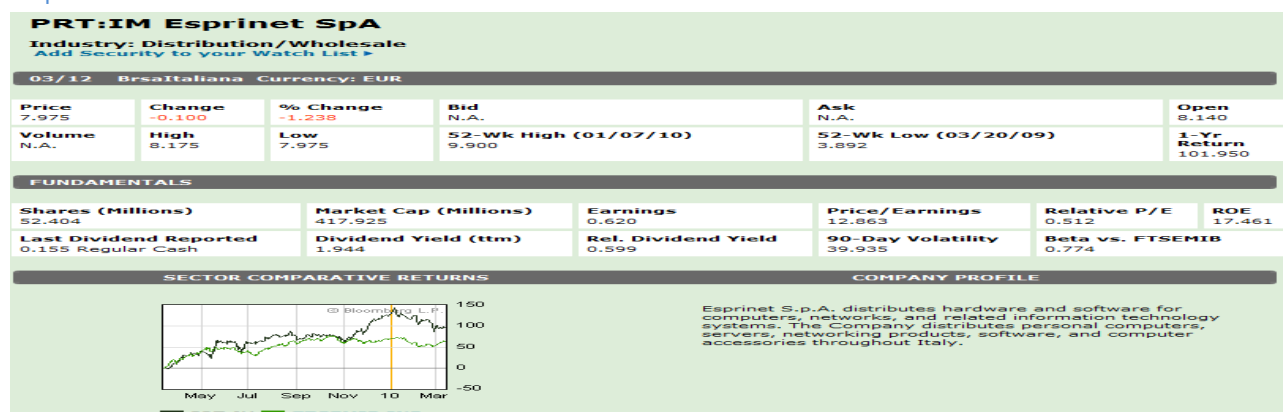 PRT:IM Esprinet SpA
Industry: Distribution/Wholesale
Add Security to your Watch List ►
03/12 BrsaItaliana Currency: EUR
Price Change % Change Bid Ask Open
7.975 -0.100 -1.238 N.A. N.A. 8.140
Volume High Low 52-Wk High (01/07/10) 52-Wk Low (03/20/09) 1-Yr Return
N.A. 8.175 7.975 9.900 3.892 101.950
FUNDAMENTALS
Shares (Millions) Market Cap (Millions) Earnings Price/Earnings Relative P/E ROE
52.404 417.925 0.620 12.863 0.512 17.461
Last Dividend Reported Dividend Yield (ttm) Rel. Dividend Yield 90-Day Volatility Beta vs. FTSEMIB
0.155 Regular Cash 1.944 0.599 39.935 0.774
SECTOR COMPARATIVE RETURNS COMPANY PROFILE
© Bloomberg L.P.
150
100
50
0
-50
May Jul Sep Nov 10 Mar
Esprinet S.p.A. distributes hardware and software for
computers, networks, and related information technology
systems. The Company distributes personal computers,
servers, networking products, software, and computer
accessories throughout Italy.